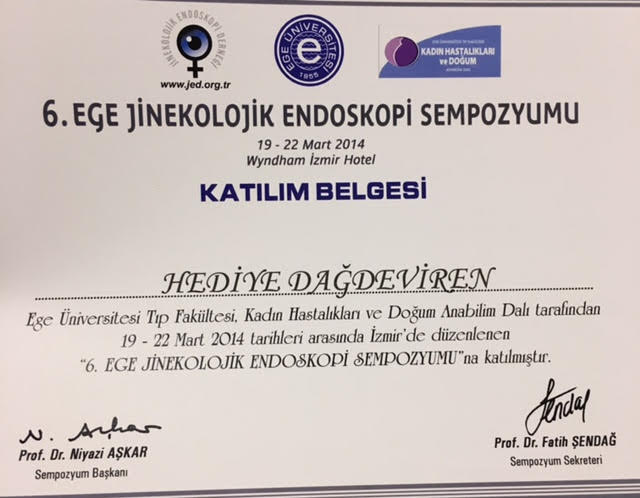 JİNEKOLOJİK ENDOSKOPİ DERNEĞİ
www.jed.org.tr
EGE ÜNİVERSİTESİ
e
1955
KADIN HASTALIKLARI
ve DOĞUM
6. EGE JİNEKOLOJİK ENDOSKOPİ SEMPOZYUMU
19 - 22 Mart 2014
Wyndham İzmir Hotel
KATILIM BELGESİ
HEDİYE DAĞDEVİREN
Ege Üniversitesi Tıp Fakültesi, Kadın Hastalıkları ve Doğum Anabilim Dalı tarafından
19 - 22 Mart 2014 tarihleri arasında İzmir'de düzenlenen
"6. EGE JİNEKOLOJİK ENDOSKOPİ SEMPOZYUMU"na katılmıştır.
N. Aşkar
Prof. Dr. Niyazi AŞKAR
Sempozyum Başkanı
Şendağ
Prof. Dr. Fatih ŞENDAĞ
Sempozyum Sekreteri